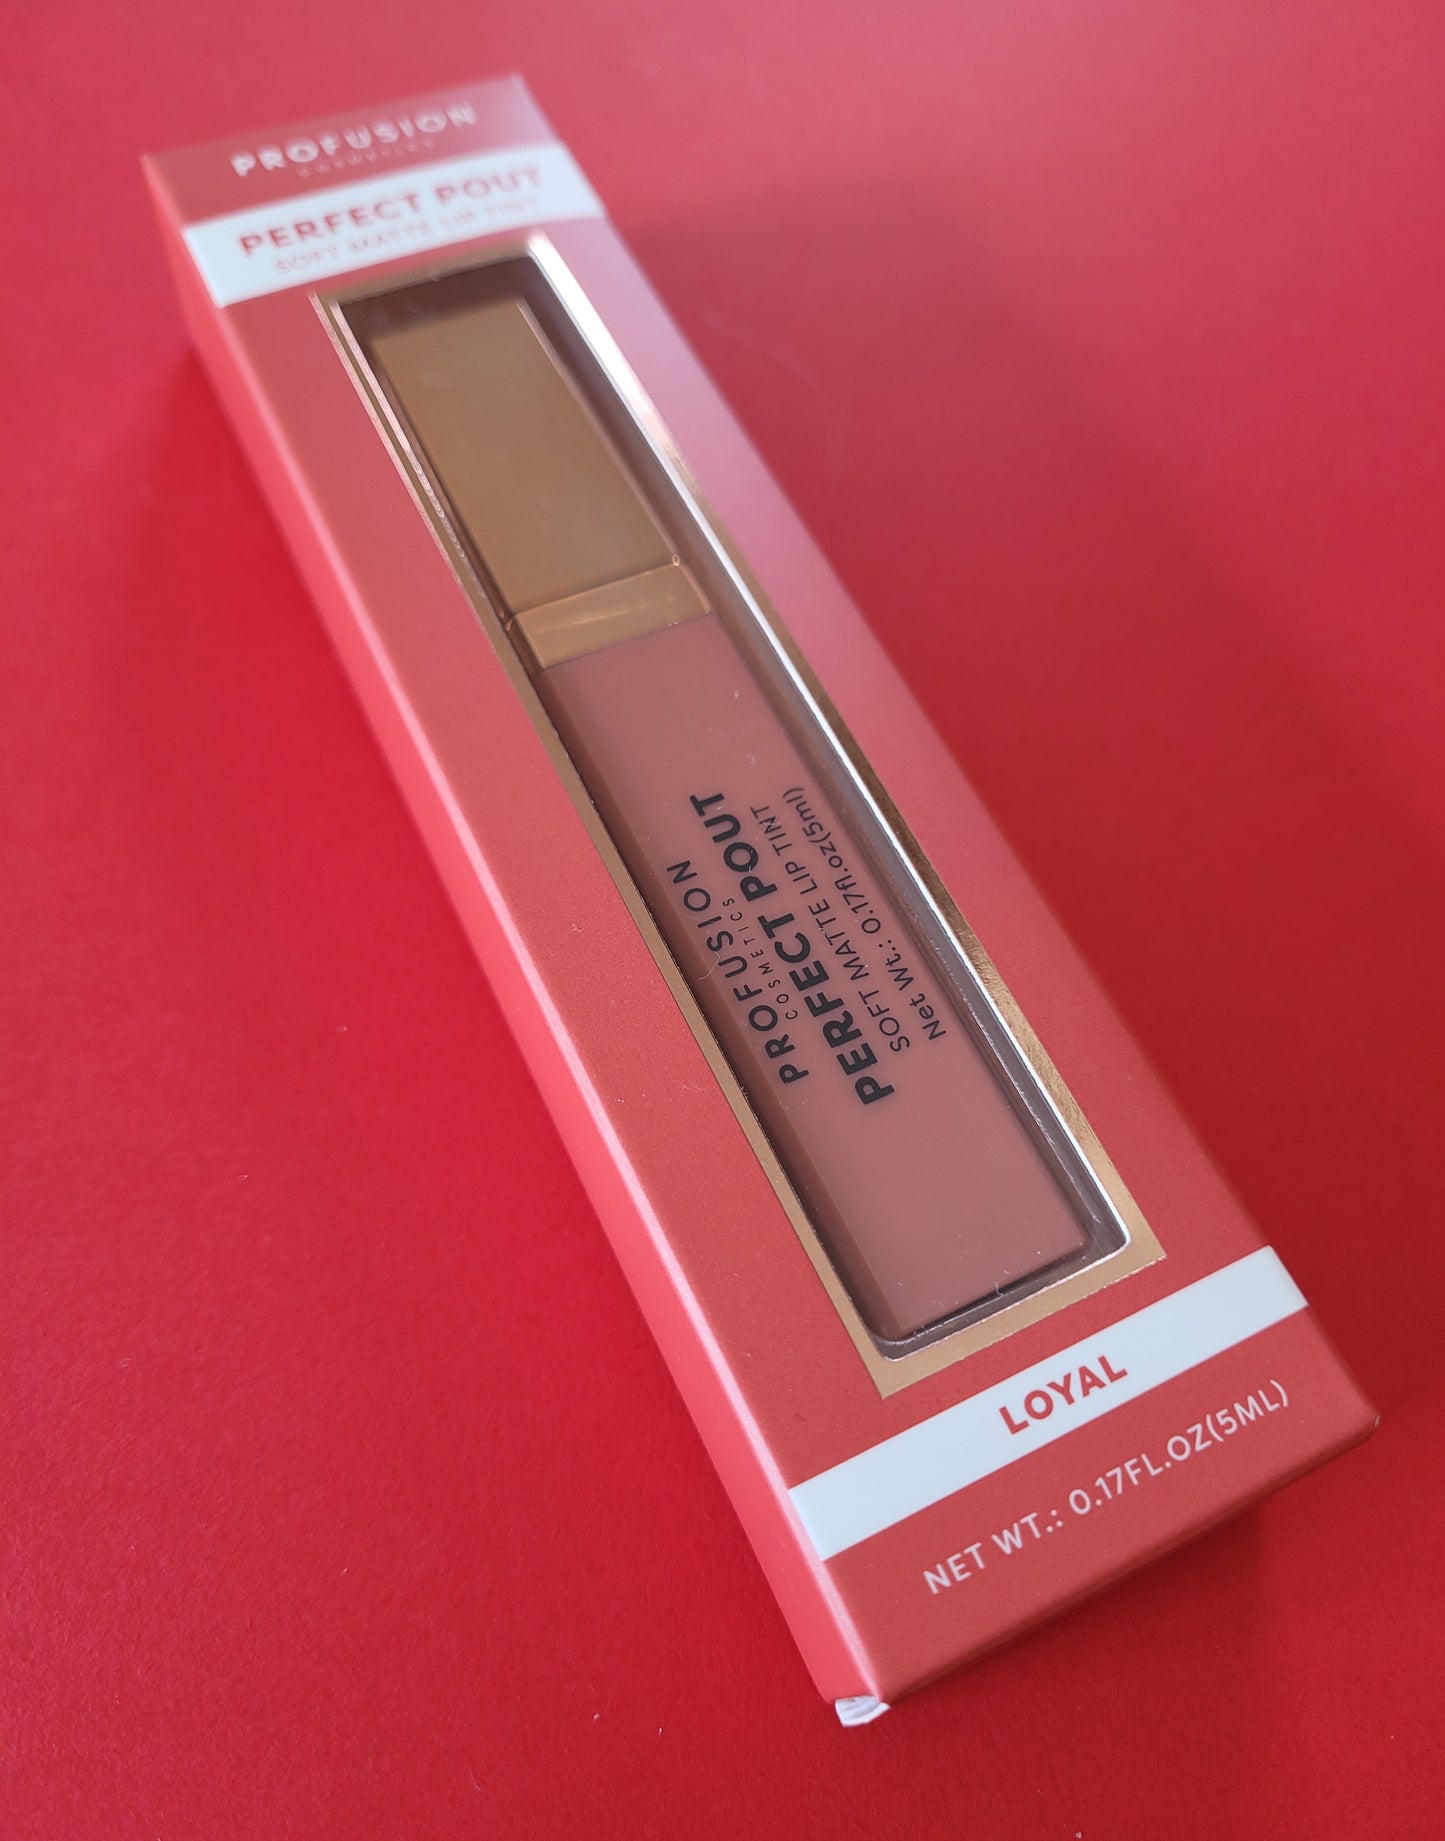 PROFUSION
COSMETICS
PERFECT POUT
SOFT MATTE LIP TINT
PROFUSION
COSMETICS
PERFECT POUT
SOFT MATTE LIP TINT
Net Wt.: 0.17fl.oz(5ml)
LOYAL
NET WT.: 0.17FL.OZ(5ML)